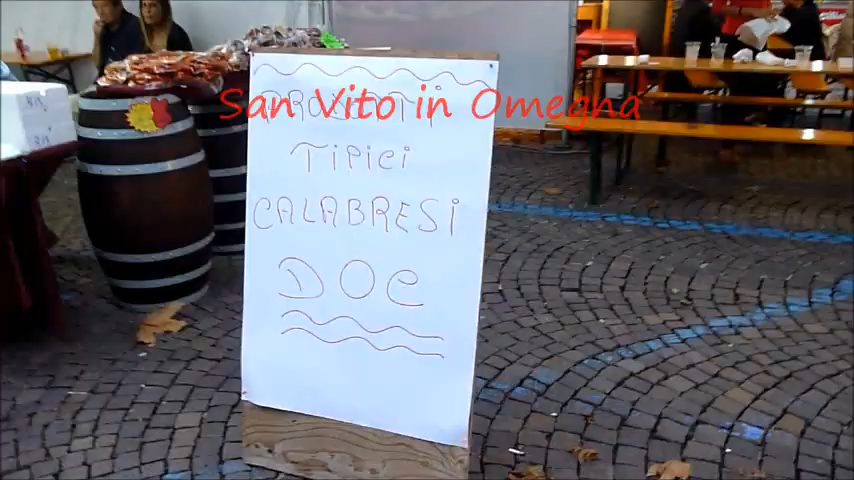 San Vito in Omegna
PRODOTTI
TiPici
CALABRESi
DOC